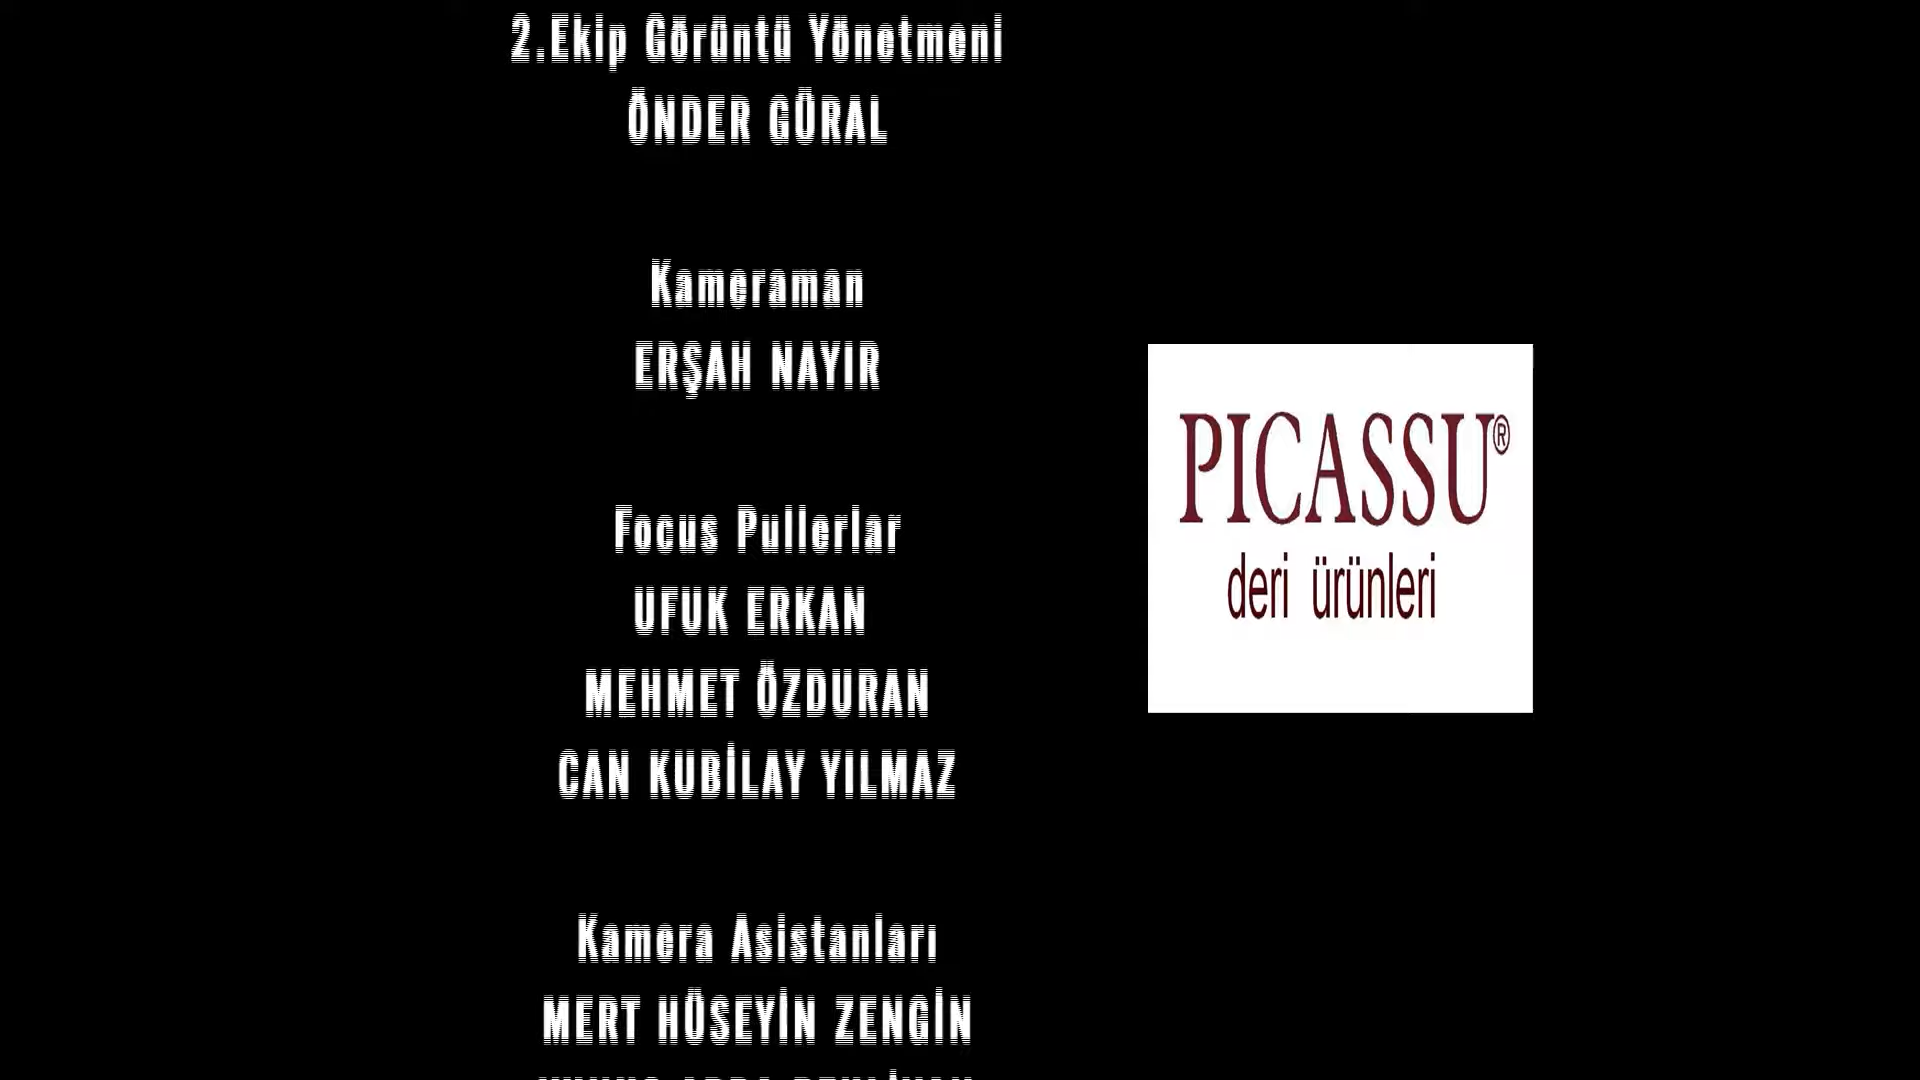 2.Ekip Görüntü Yönetmeni
ÖNDER GÜRAL
Kameraman
ERŞAH NAYIR
Focus Pullerlar
UFUK ERKAN
MEHMET ÖZDURAN
CAN KUBİLAY YILMAZ
Kamera Asistanları
MERT HÜSEYİN ZENGİN
PICASSU®
deri ürünleri